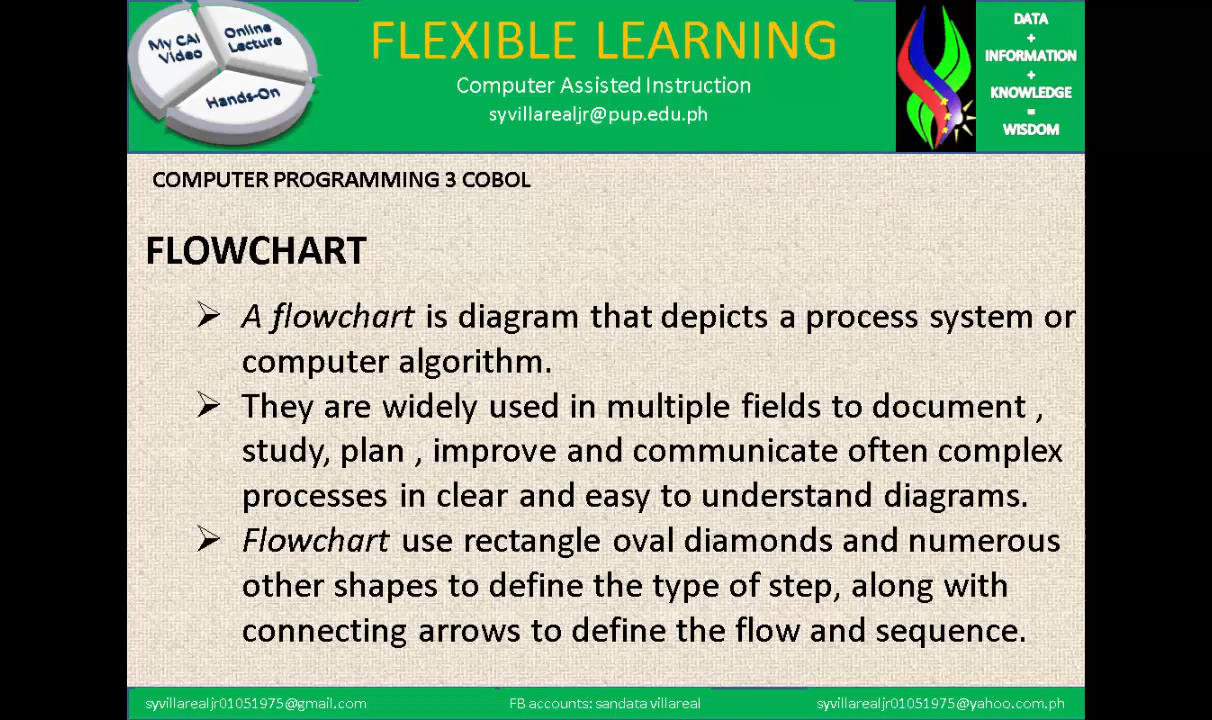 My CAI
Video
Online
Lecture
Hands-On
FLEXIBLE LEARNING
Computer Assisted Instruction
syvillarealjr@pup.edu.ph
DATA
+
INFORMATION
+
KNOWLEDGE
=
WISDOM
COMPUTER PROGRAMMING 3 COBOL
FLOWCHART
➢ A flowchart is diagram that depicts a process system or
computer algorithm.
➢ They are widely used in multiple fields to document ,
study, plan , improve and communicate often complex
processes in clear and easy to understand diagrams.
➢ Flowchart use rectangle oval diamonds and numerous
other shapes to define the type of step, along with
connecting arrows to define the flow and sequence.
syvillarealjr01051975@gmail.com
FB accounts: sandata villareal
syvillarealjr01051975@yahoo.com.ph